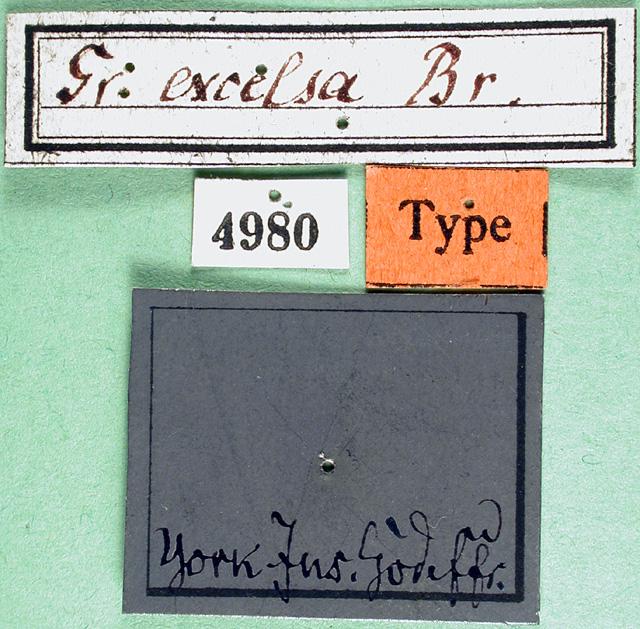 Gr. excelsa Br.
4980
Type
York Ins. Godeffr.